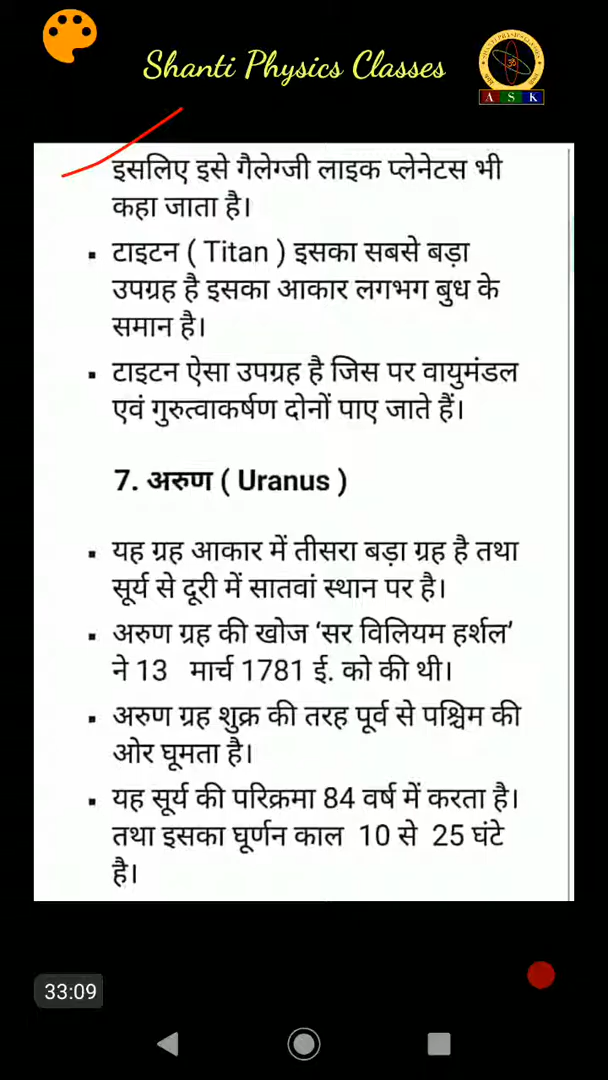 Shanti Physics Classes
A S K
इसलिए इसे गैलेग्जी लाइक प्लेनेटस भी
कहा जाता है।
▪ टाइटन ( Titan ) इसका सबसे बड़ा
उपग्रह है इसका आकार लगभग बुध के
समान है।
▪ टाइटन ऐसा उपग्रह है जिस पर वायुमंडल
एवं गुरुत्वाकर्षण दोनों पाए जाते हैं।
7. अरुण ( Uranus )
▪ यह ग्रह आकार में तीसरा बड़ा ग्रह है तथा
सूर्य से दूरी में सातवां स्थान पर है।
▪ अरुण ग्रह की खोज ‘सर विलियम हर्शल’
ने 13 मार्च 1781 ई. को की थी।
▪ अरुण ग्रह शुक्र की तरह पूर्व से पश्चिम की
ओर घूमता है।
▪ यह सूर्य की परिक्रमा 84 वर्ष में करता है।
तथा इसका घूर्णन काल 10 से 25 घंटे
है।
33:09